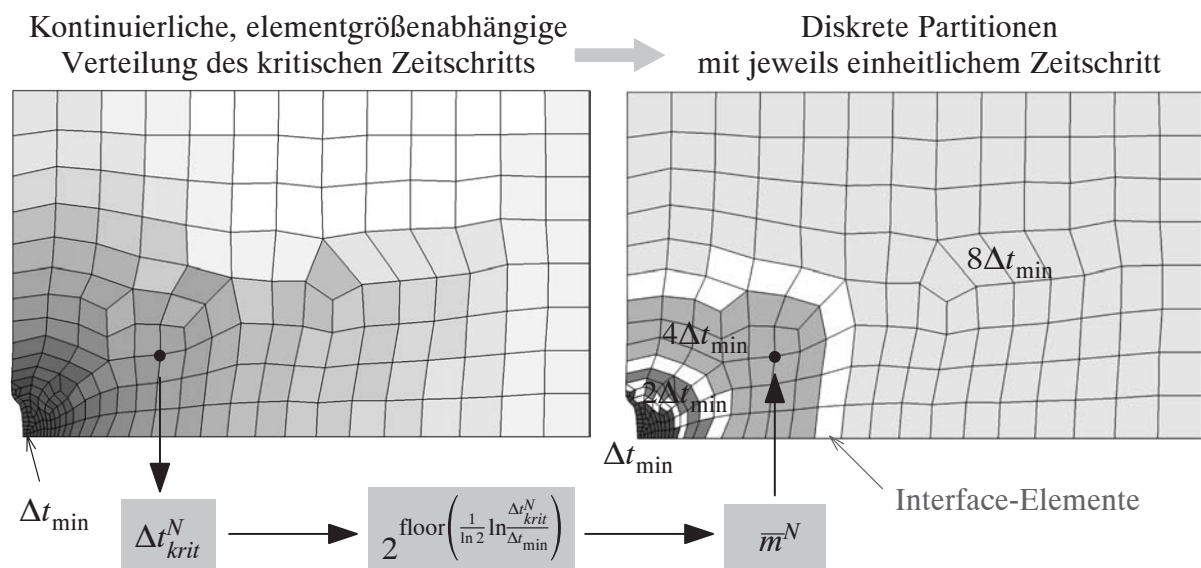 Kontinuierliche, elementgrößenabhängige
Verteilung des kritischen Zeitschritts
Diskrete Partitionen
mit jeweils einheitlichem Zeitschritt
8Δt_min
4Δt_min
2Δt_min
Δt_min
Δt_min
Interface-Elemente
Δt^N_krit
2^floor(1/ln 2 ln Δt^N_krit/Δt_min)
m̅^N